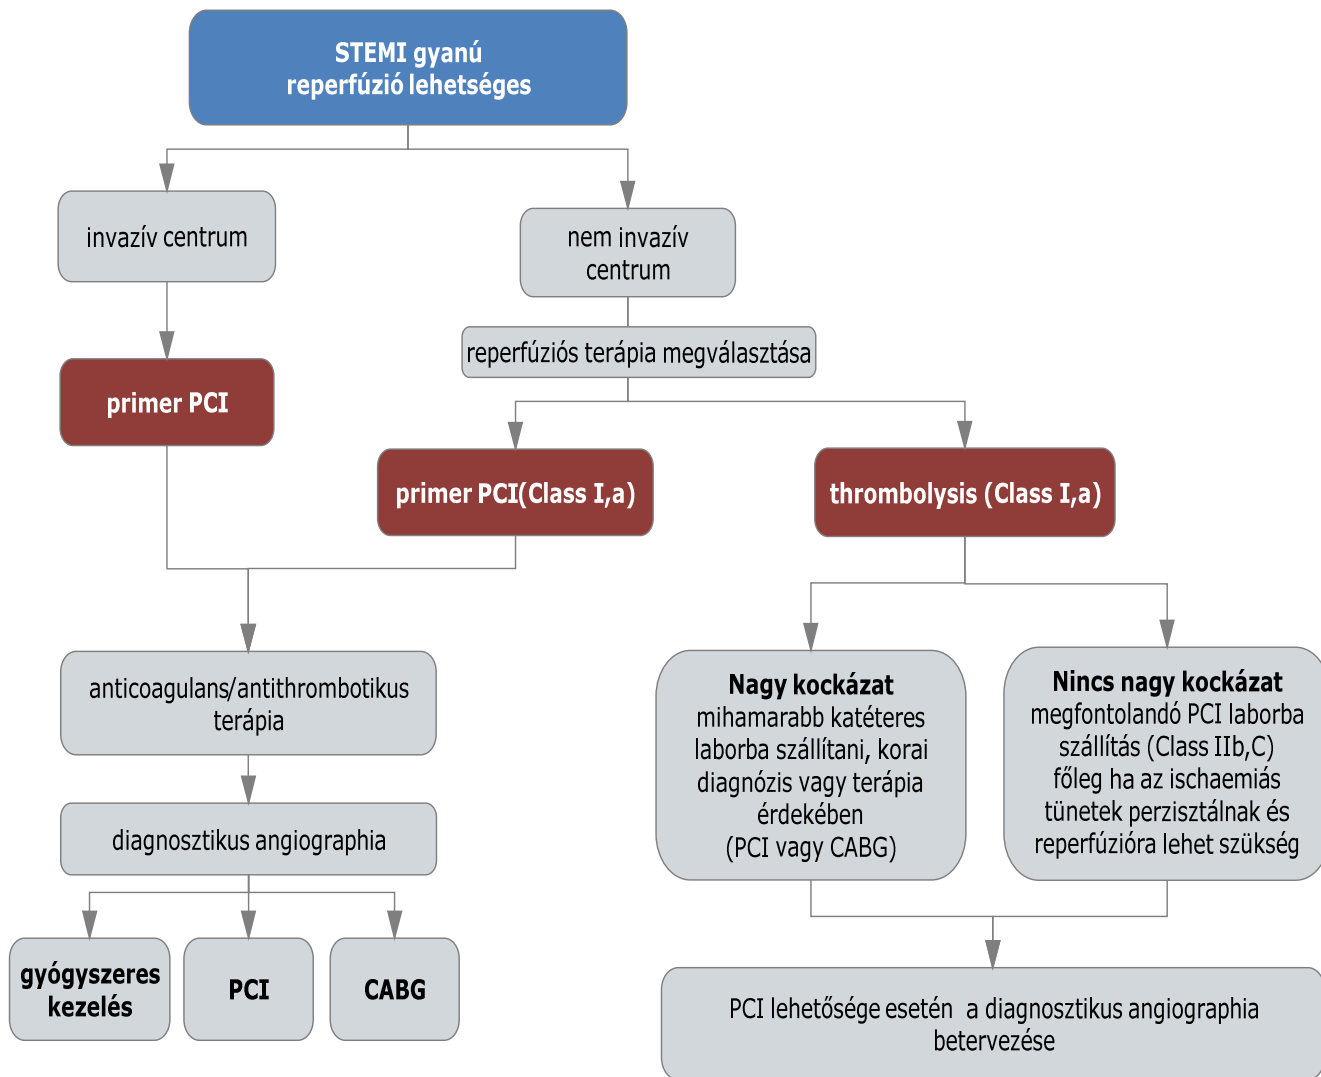 STEMI gyanú
reperfúzió lehetséges
invazív centrum
nem invazív
centrum
reperfúziós terápia megválasztása
primer PCI
primer PCI(Class I,a)
thrombolysis (Class I,a)
anticoagulans/antithrombotikus
terápia
diagnosztikus angiographia
gyógyszeres
kezelés
PCI
CABG
Nagy kockázat
mihamarabb katéteres
laborba szállítani, korai
diagnózis vagy terápia
érdekében
(PCI vagy CABG)
Nincs nagy kockázat
megfontolandó PCI laborba
szállítás (Class IIb,C)
főleg ha az ischaemiás
tünetek perzisztálnak és
reperfúzióra lehet szükség
PCI lehetősége esetén  a diagnosztikus angiographia
betervezése